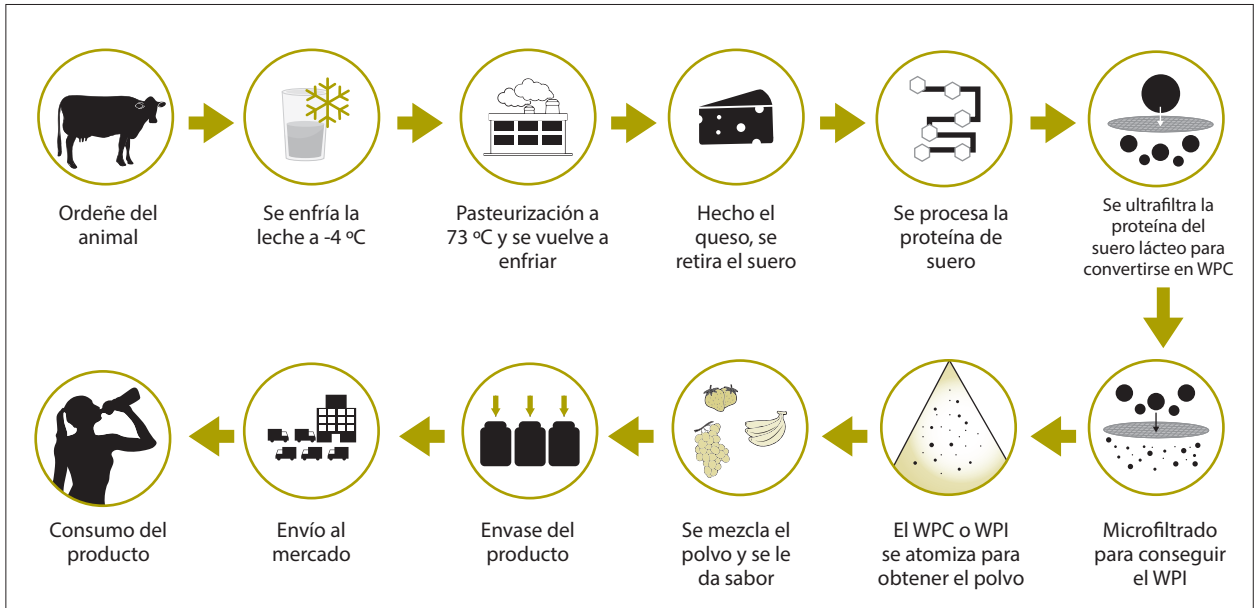 Ordeñe del
animal
Se enfría la
leche a -4 ºC
Pasteurización a
73 ºC y se vuelve a
enfriar
Hecho el
queso, se
retira el suero
Se procesa la
proteína de
suero
Se ultrafiltra la
proteína del
suero lácteo para
convertirse en WPC
Microfiltrado
para conseguir
el WPI
El WPC o WPI
se atomiza para
obtener el polvo
Se mezcla el
polvo y se le
da sabor
Envase del
producto
Envío al
mercado
Consumo del
producto